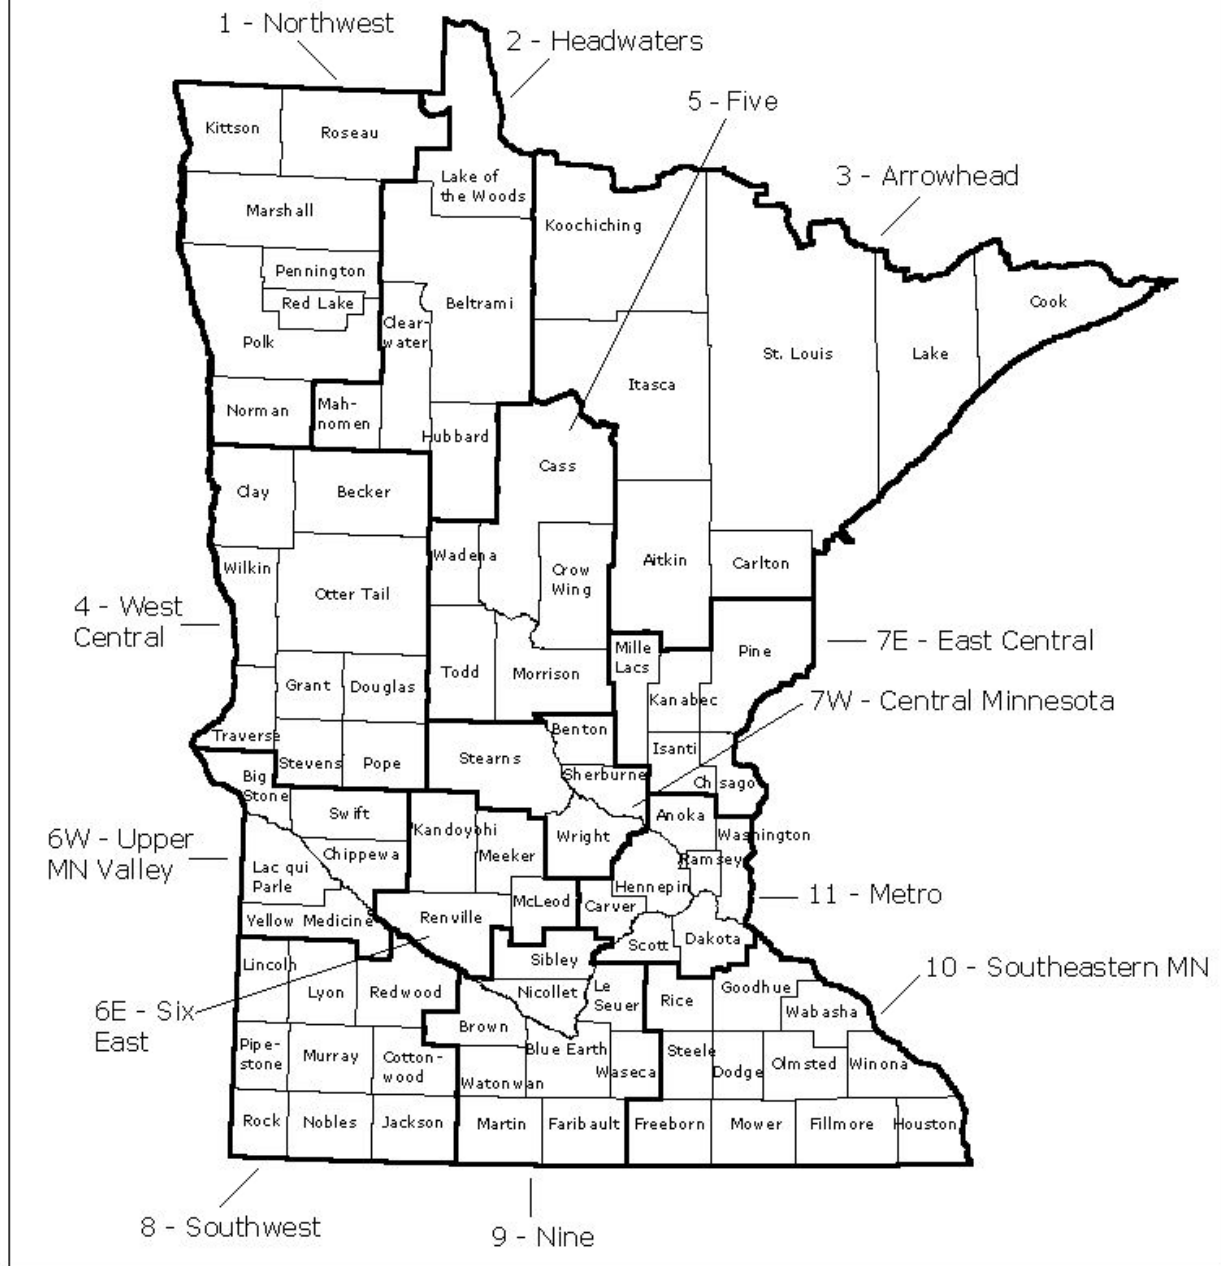 1 - Northwest
2 - Headwaters
5 - Five
3 - Arrowhead
Kittson
Roseau
Lake of
the Woods
Marshall
Koochiching
Pennington
Red Lake
Beltrami
Clear-
water
Polk
Cook
St. Louis
Lake
Itasca
Norman
Mah-
nomen
Hubbard
Cass
Clay
Becker
Wadena
Crow
Wing
Aitkin
Carlton
Wilkin
Otter Tail
4 - West
Central
7E - East Central
Mille
Lacs
Pine
Grant
Douglas
Todd
Morrison
Kanabec
7W - Central Minnesota
Traverse
Stevens
Pope
Stearns
Benton
Isanti
Sherburne
Chisago
Big
Stone
Swift
Kandoyohi
Meeker
Wright
Anoka
Washington
6W - Upper
MN Valley
Chippewa
Lac qui
Parle
Ramsey
Hennepin
11 - Metro
Yellow Medicine
Renville
McLeod
Carver
Scott
Dakota
Sibley
Lincoln
Lyon
Redwood
Nicollet
Le
Seuer
Rice
Goodhue
Wabasha
10 - Southeastern MN
6E - Six
East
Brown
Pipe-
stone
Murray
Cotton-
wood
Watonwan
Blue Earth
Waseca
Steele
Dodge
Olmsted
Winona
Rock
Nobles
Jackson
Martin
Faribault
Freeborn
Mower
Fillmore
Houston
8 - Southwest
9 - Nine